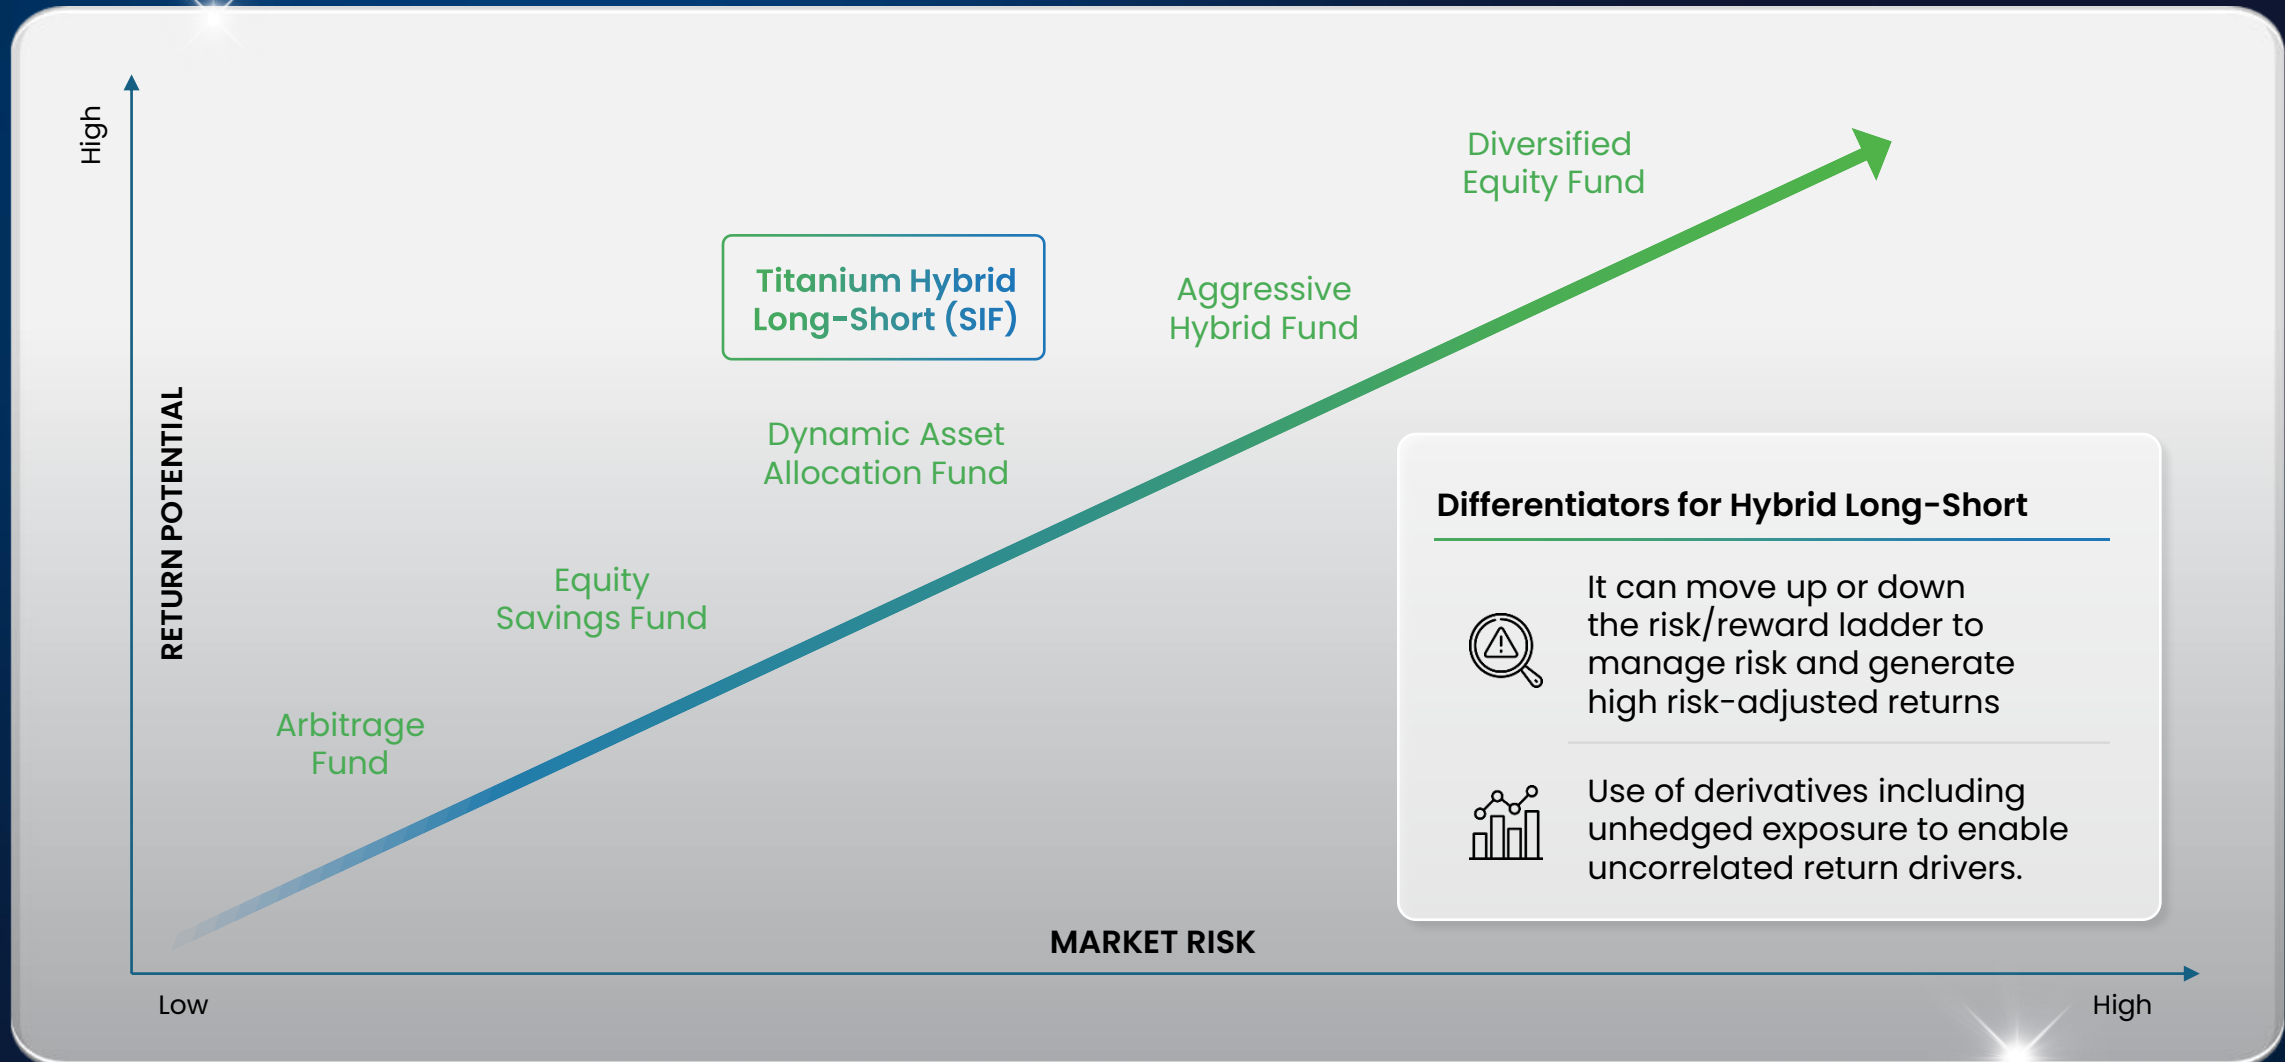 High
RETURN POTENTIAL
Diversified
Equity Fund
Titanium Hybrid
Long-Short (SIF)
Aggressive
Hybrid Fund
Dynamic Asset
Allocation Fund
Equity
Savings Fund
Arbitrage
Fund
Differentiators for Hybrid Long-Short
It can move up or down
the risk/reward ladder to
manage risk and generate
high risk-adjusted returns
Use of derivatives including
unhedged exposure to enable
uncorrelated return drivers.
MARKET RISK
Low
High